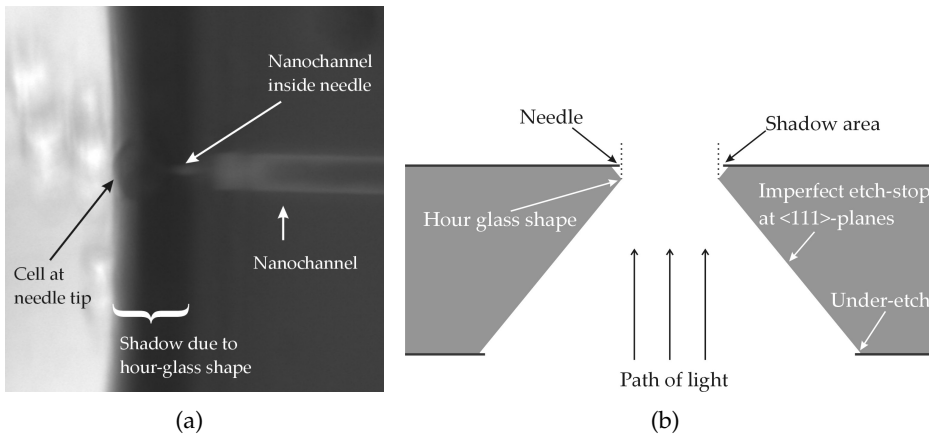 Nanochannel
inside needle
Cell at
needle tip
Nanochannel
Shadow due to
hour-glass shape
(a)
Needle
Shadow area
Hour glass shape
Imperfect etch-stop
at <111>-planes
Under-etch
Path of light
(b)